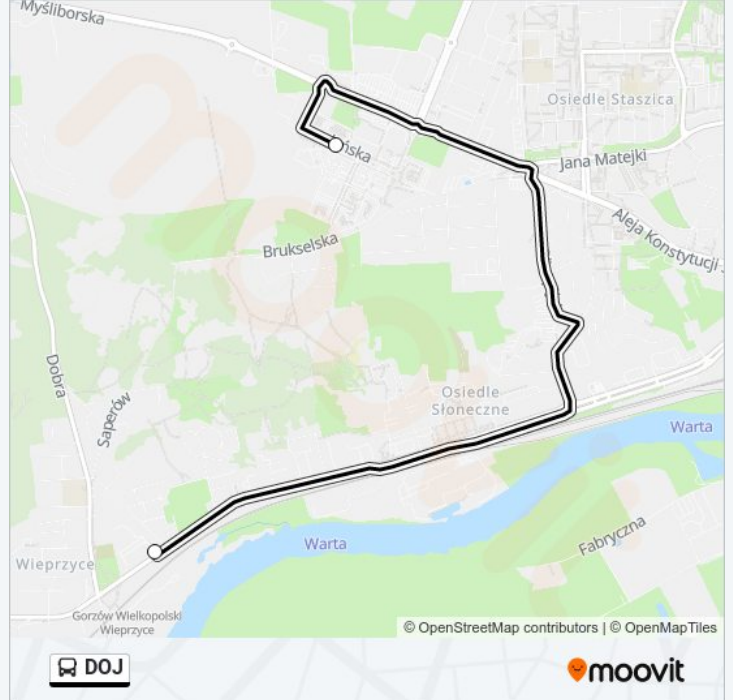 Myśliborska
Osiedle Staszica
Jana Matejki
Aleja Konstytucji
Brukselska
Dobra
Saperów
Osiedle
Słoneczne
Warta
Fabryczna
Warta
Wieprzyce
Gorzów Wielkopolski
Wieprzyce
© OpenStreetMap contributors | © OpenMapTiles
DOJ
moovit